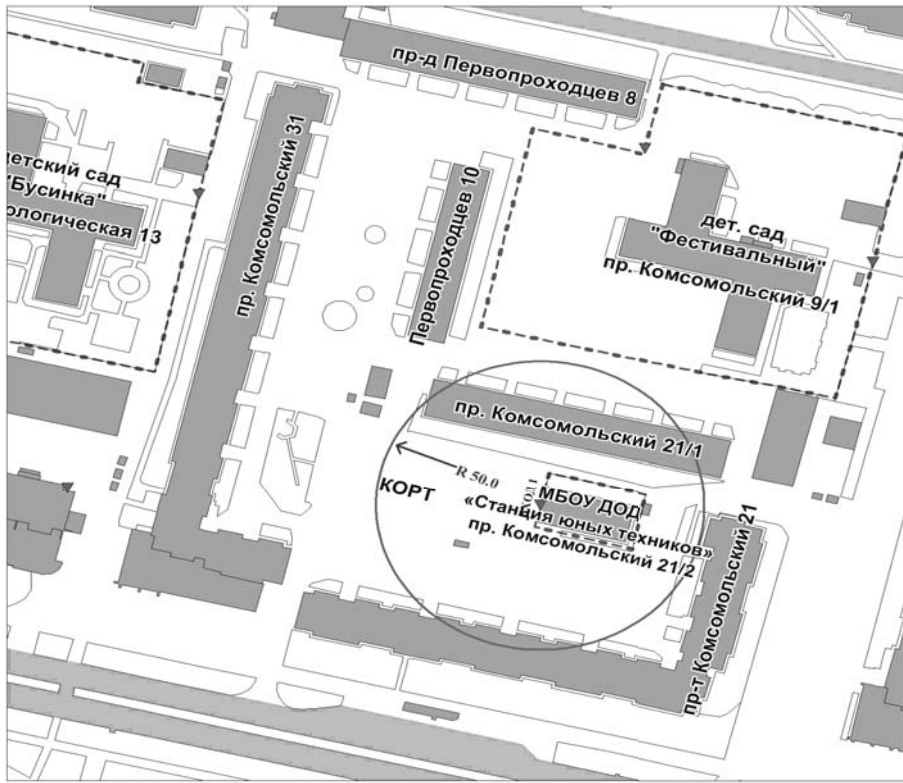 пр-д Первопроходцев 8
пр. Комсомольский 31
Первопроходцев 10
детский сад
"Бусинка"
ологическая 13
дет. сад
"Фестивальный"
пр. Комсомольский 9/1
пр. Комсомольский 21/1
R 50.0
КОРТ
МБОУ ДОД
«Станция юных техников»
пр. Комсомольский 21/2
пр-т Комсомольский 21